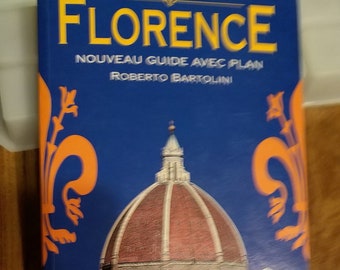 FLORENCE
NOUVEAU GUIDE AVEC PLAN
ROBERTO BARTOLINI